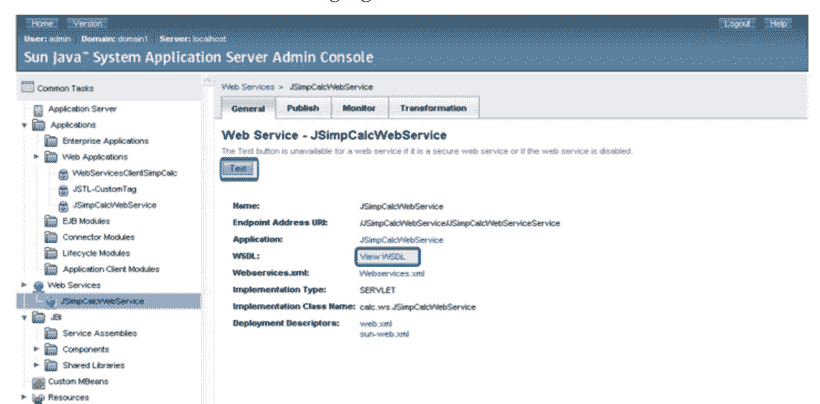 Home Version Logout Help
User: admin Domain: domain1 Server: localhost
Sun Java™ System Application Server Admin Console
Common Tasks
Application Server
Applications
Enterprise Applications
Web Applications
WebServicesClientSimpCalc
JSTL-CustomTag
JSimpCalcWebService
EJB Modules
Connector Modules
Lifecycle Modules
Application Client Modules
Web Services
JSimpCalcWebService
JBI
Service Assemblies
Components
Shared Libraries
Custom MBeans
Resources
Web Services > JSimpCalcWebService
General Publish Monitor Transformation
Web Service - JSimpCalcWebService
The Test button is unavailable for a web service if it is a secure web service or if the web service is disabled.
Test
Name: JSimpCalcWebService
Endpoint Address URI: /JSimpCalcWebService/JSimpCalcWebServiceService
Application: JSimpCalcWebService
WSDL: View WSDL
Webservices.xml: Webservices.xml
Implementation Type: SERVLET
Implementation Class Name: calc.ws.JSimpCalcWebService
Deployment Descriptors: web.xml
sun-web.xml